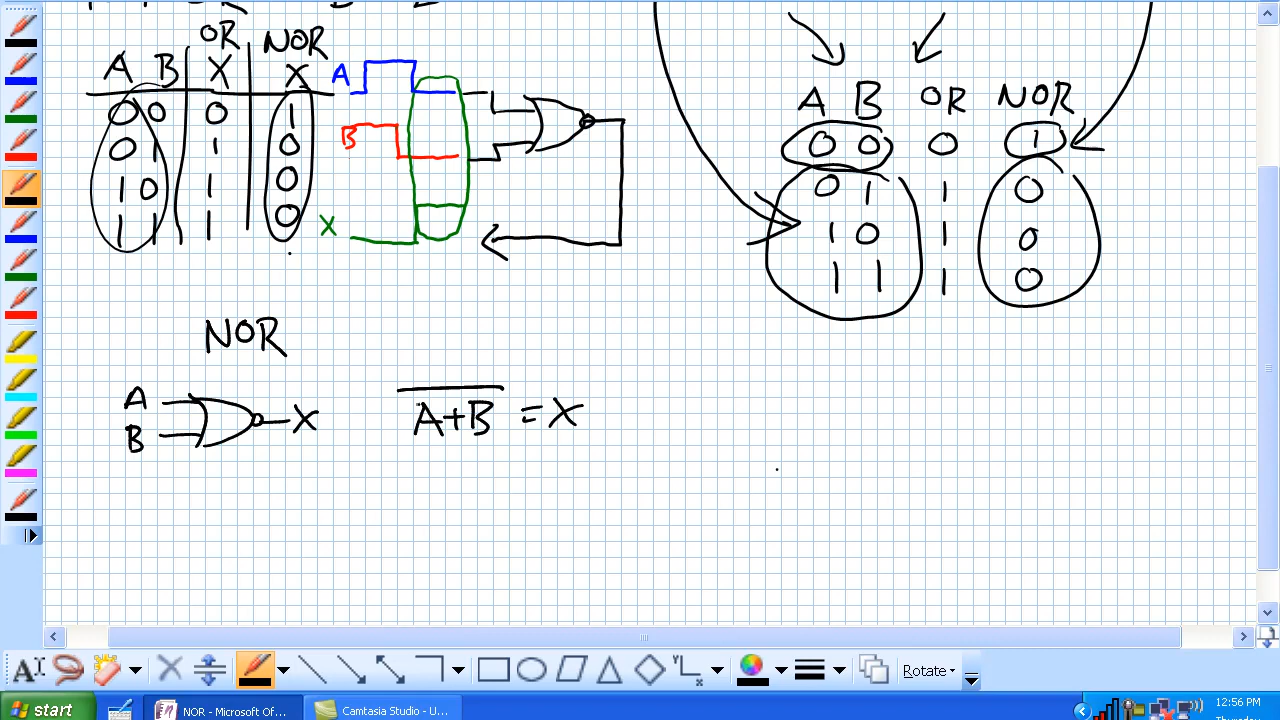 OR NOR
A B X X
0 0 0 1
0 1 1 0
1 0 1 0
1 1 1 0
A
B
X
A B OR NOR
0 0 0 1
0 1 1 0
1 0 1 0
1 1 1 0
NOR
A
B
X
A+B = X
Rotate
start
NOR - Microsoft Of...
Camtasia Studio - U...
12:56 PM